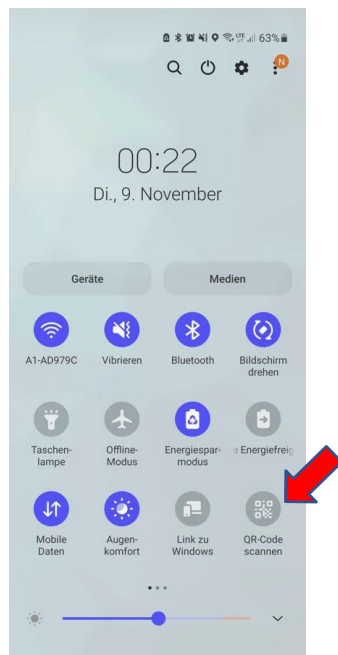 LTE 63%
N
00:22
Di., 9. November
Geräte Medien
A1-AD979C Vibrieren Bluetooth Bildschirm
drehen
Taschen- Offline- Energiespar- e Energiefreig
lampe Modus modus
Mobile Augen- Link zu QR-Code
Daten komfort Windows scannen